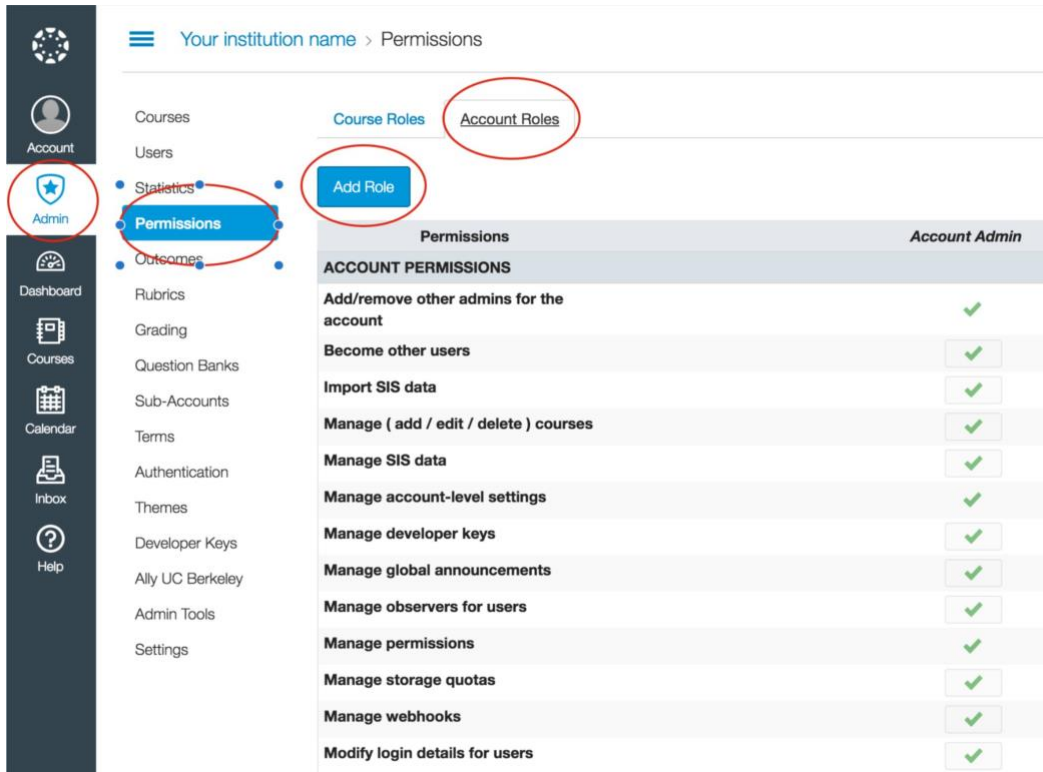 Your institution name > Permissions
Account
Admin
Dashboard
Courses
Calendar
Inbox
Help
Courses
Users
Statistics
Permissions
Outcomes
Rubrics
Grading
Question Banks
Sub-Accounts
Terms
Authentication
Themes
Developer Keys
Ally UC Berkeley
Admin Tools
Settings
Course Roles Account Roles
Add Role
Permissions Account Admin
ACCOUNT PERMISSIONS
Add/remove other admins for the
account
Become other users
Import SIS data
Manage ( add / edit / delete ) courses
Manage SIS data
Manage account-level settings
Manage developer keys
Manage global announcements
Manage observers for users
Manage permissions
Manage storage quotas
Manage webhooks
Modify login details for users